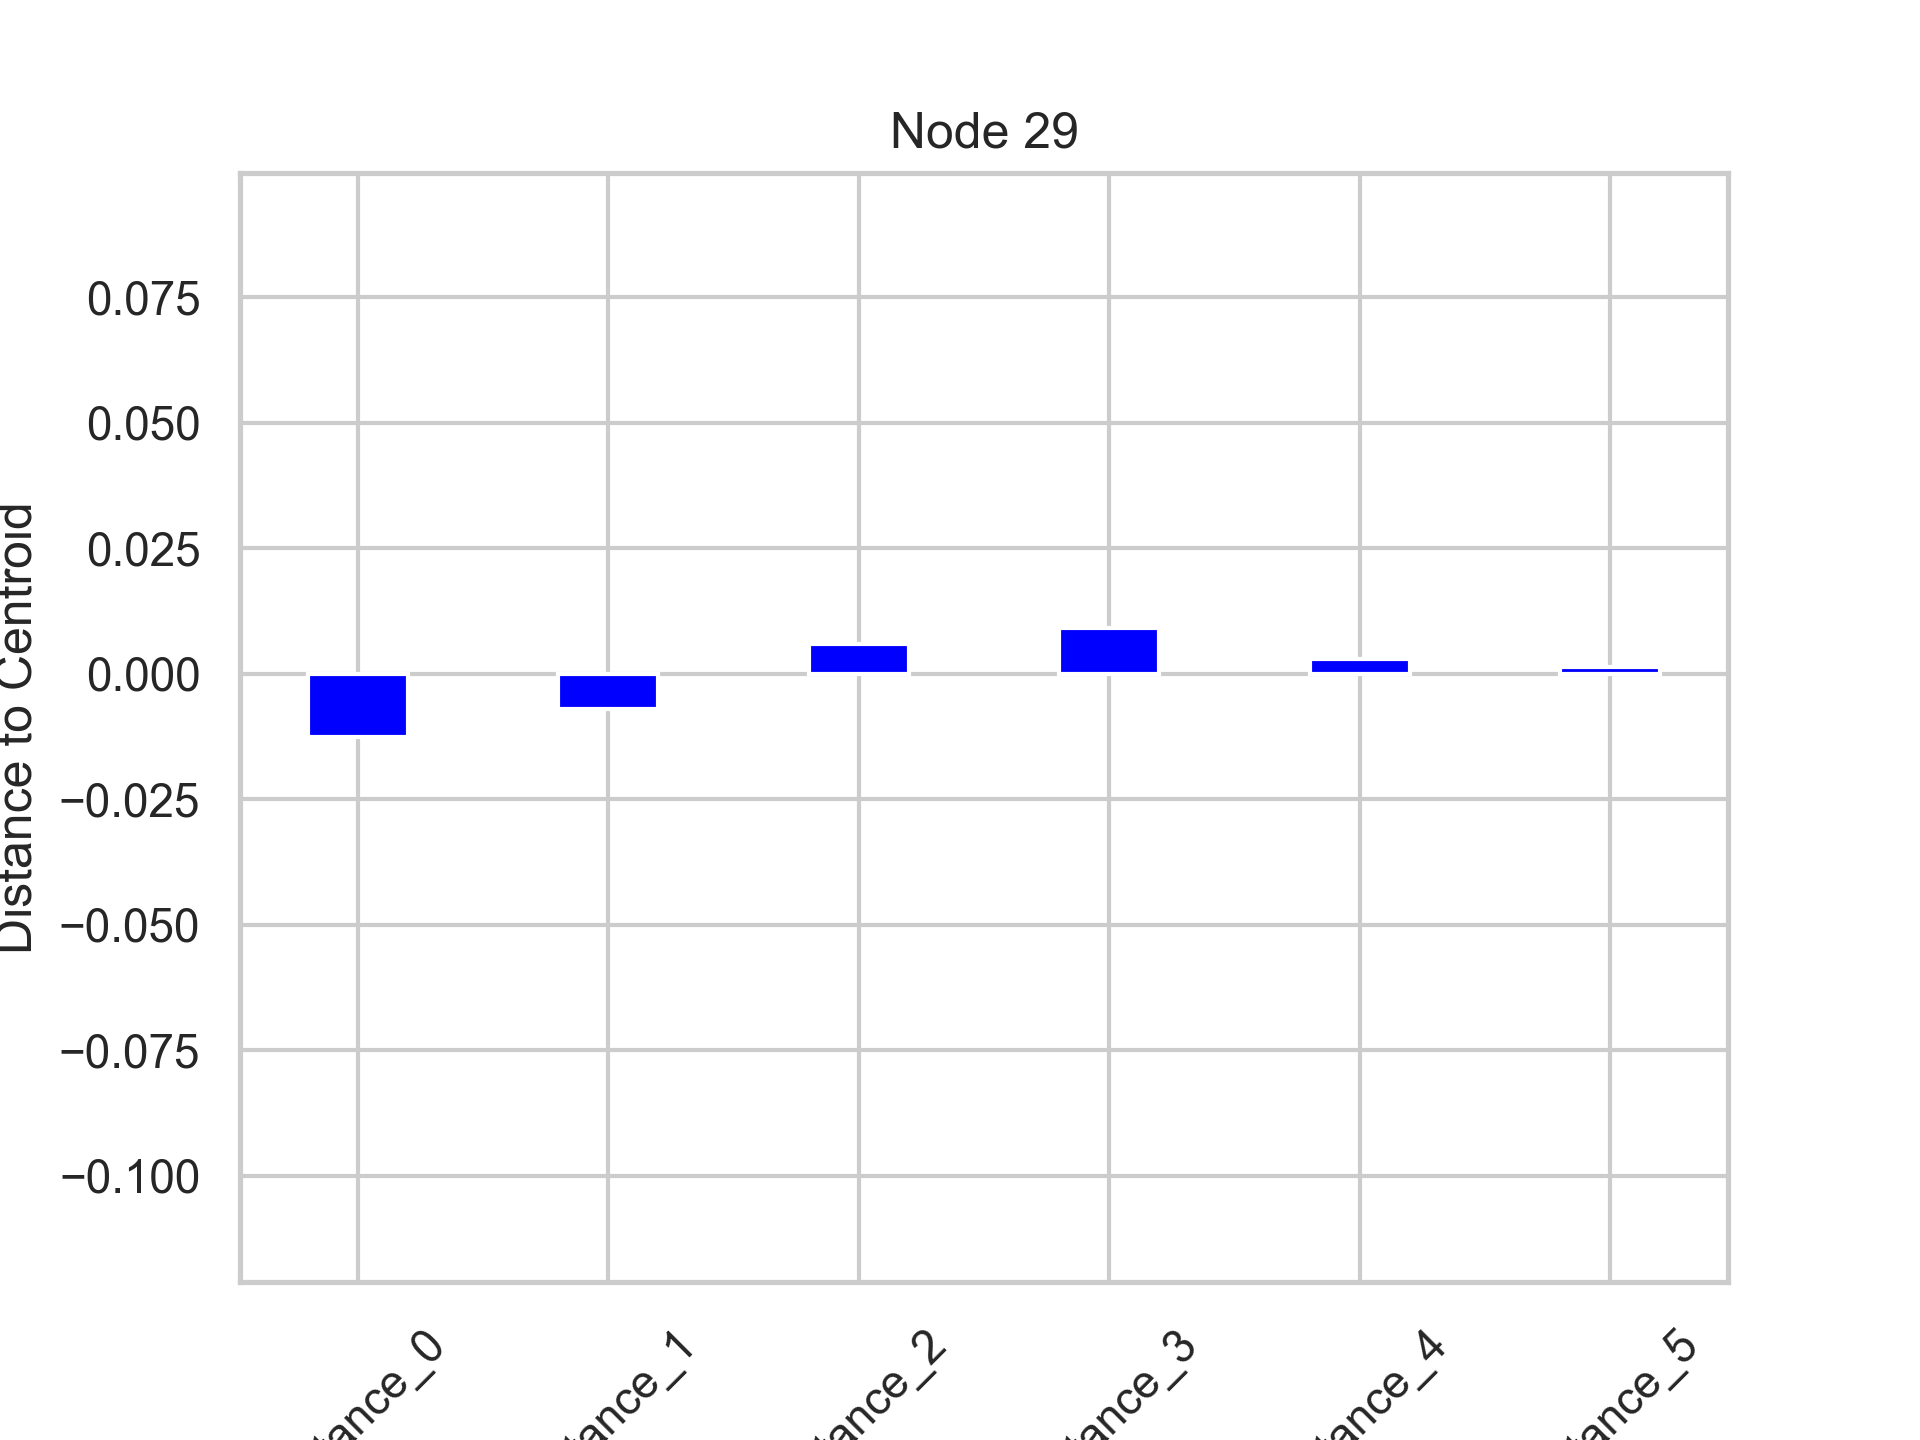 Node 29
0.075
0.050
0.025
0.000
−0.025
−0.050
−0.075
−0.100
Distance to Centroid
tance_0
tance_1
tance_2
tance_3
tance_4
tance_5